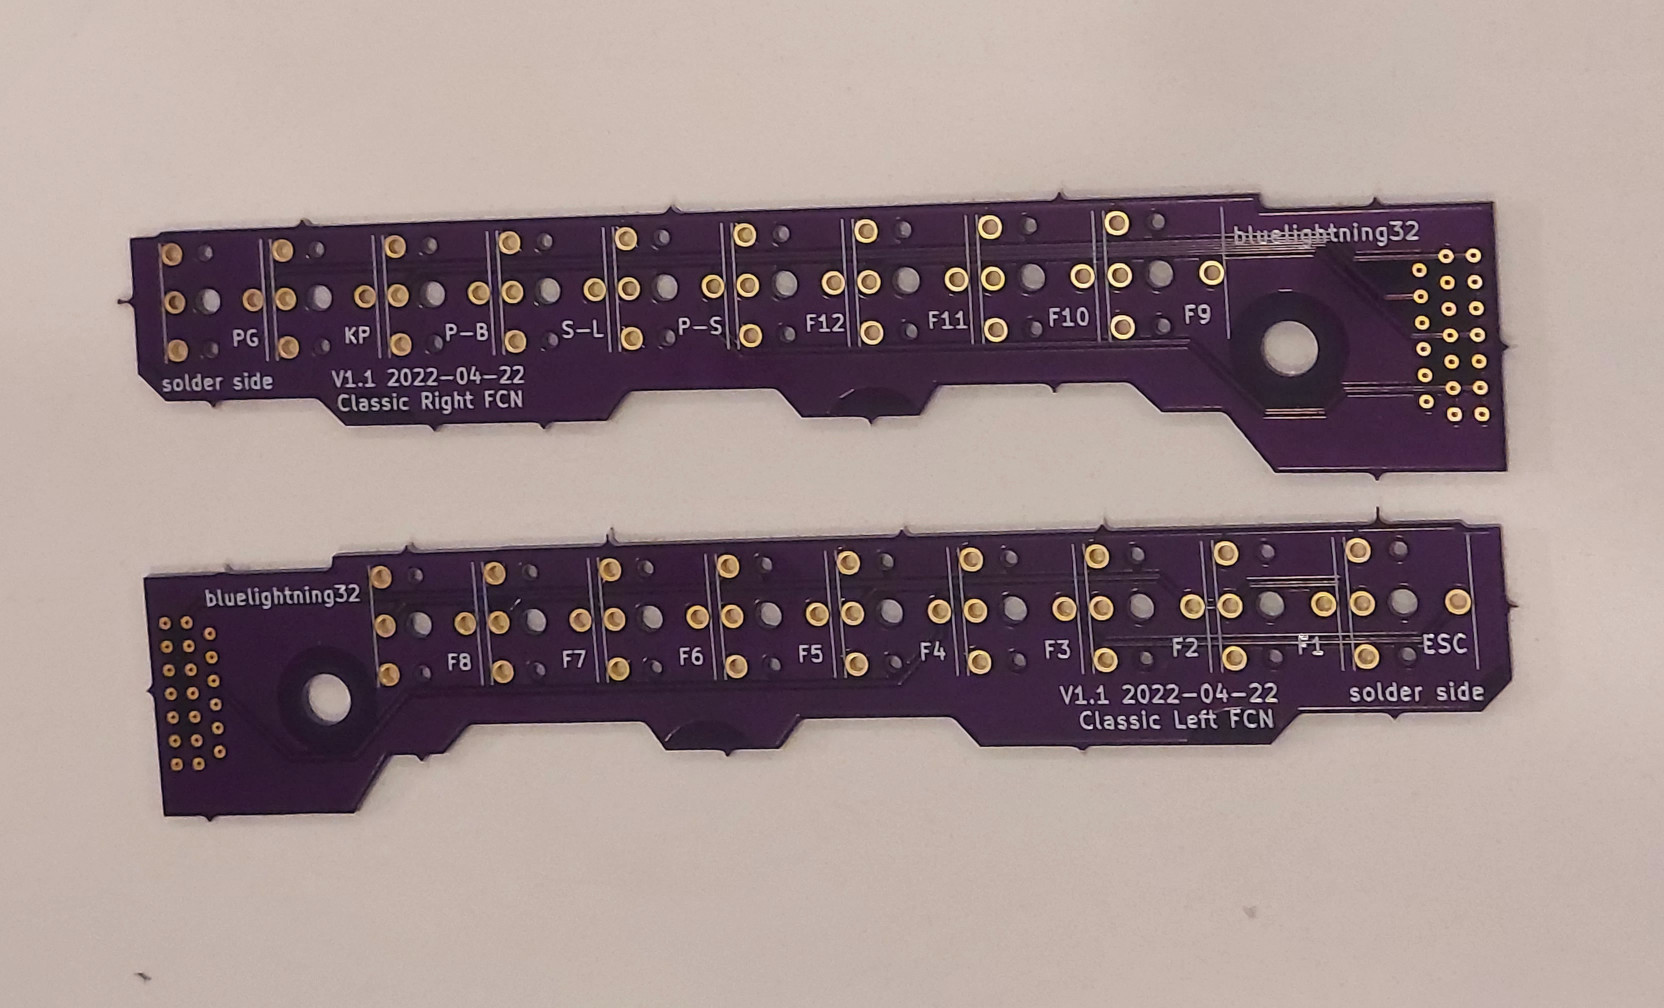 bluelightning32
PG KP P-B S-L P-S F12 F11 F10 F9
solder side
V1.1 2022-04-22
Classic Right FCN
bluelightning32
F8 F7 F6 F5 F4 F3 F2 F1 ESC
V1.1 2022-04-22
Classic Left FCN
solder side